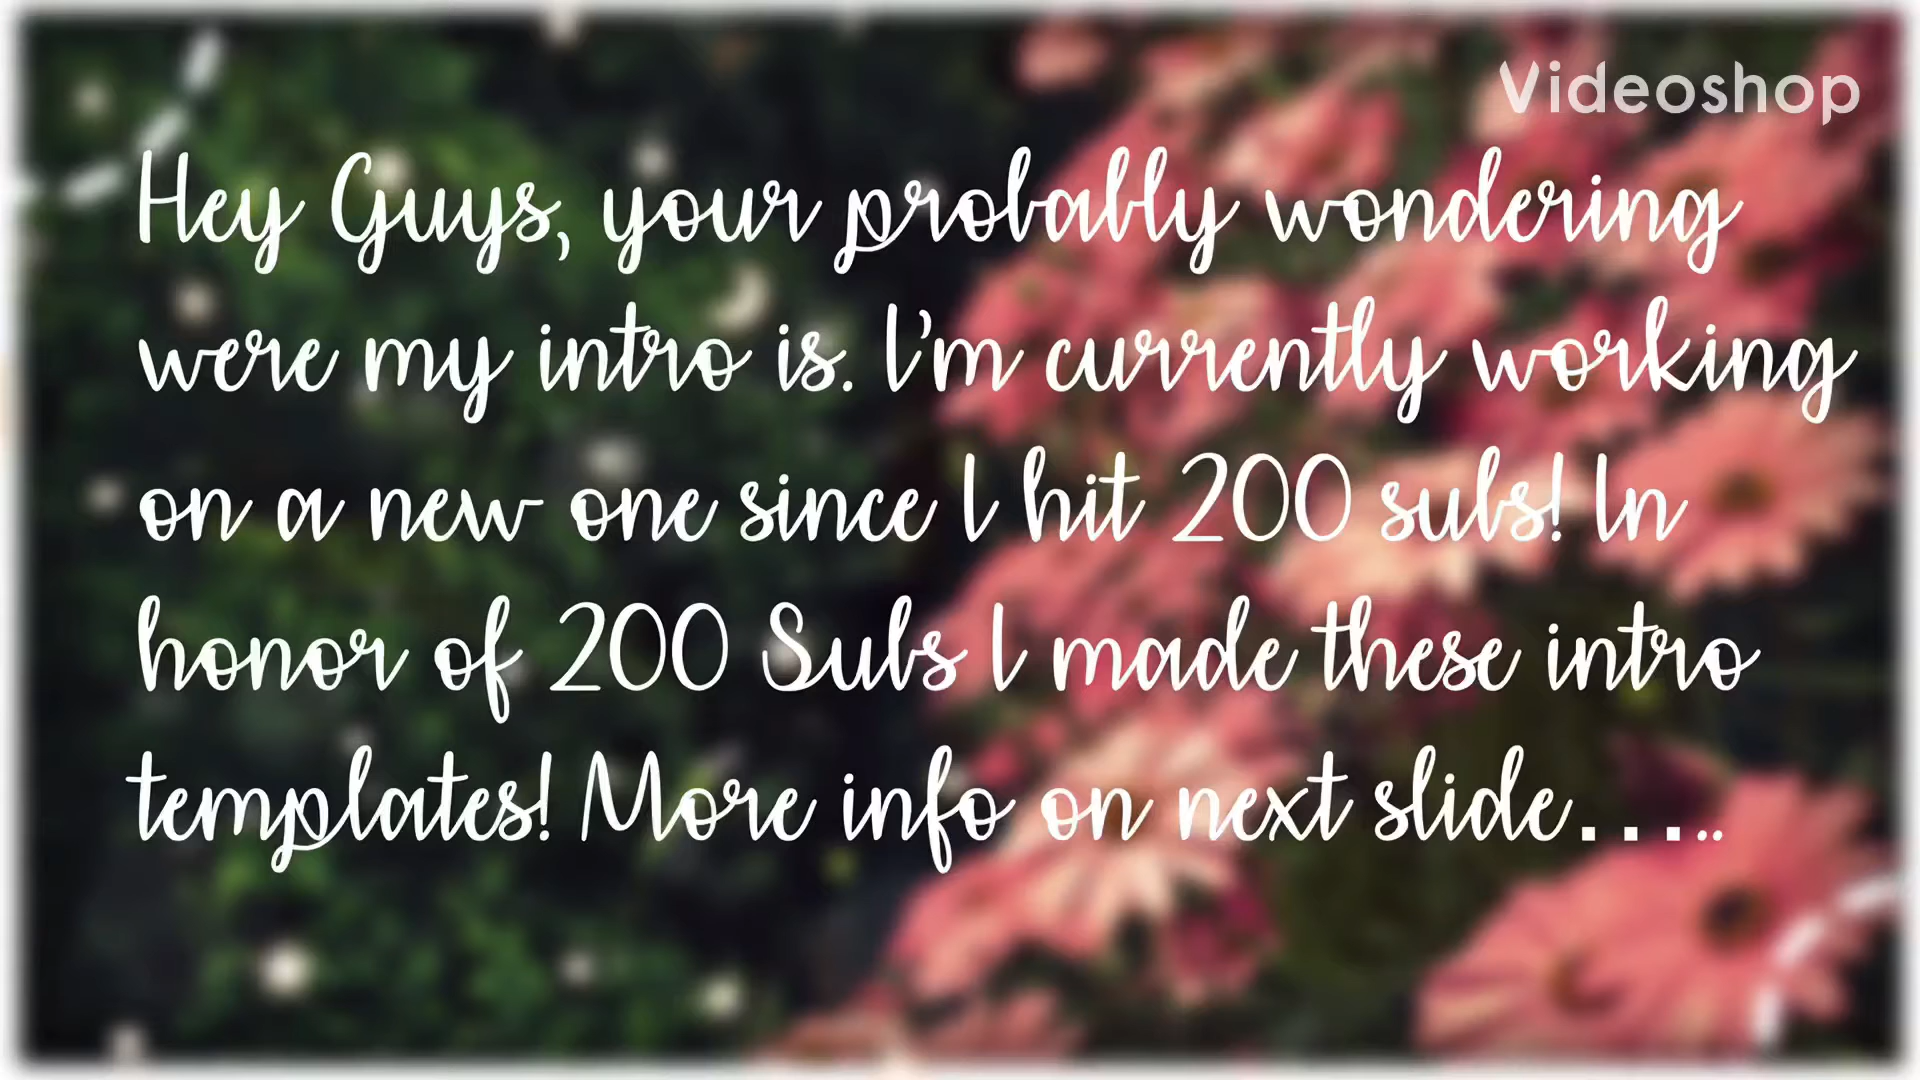 Videoshop
Hey Guys, your probably wondering
were my intro is. I'm currently working
on a new one since I hit 200 subs! In
honor of 200 Subs I made these intro
templates! More info on next slide.....